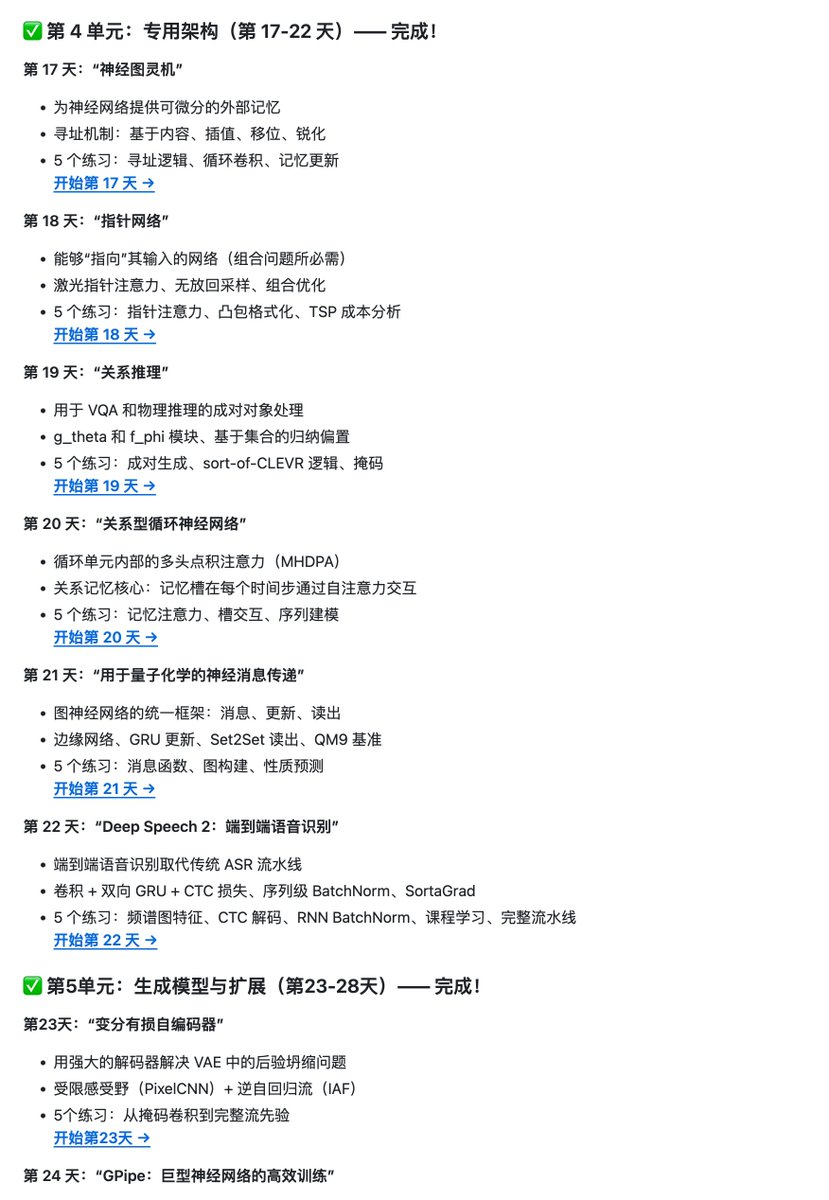 ✅ 第 4 单元：专用架构（第 17-22 天）—— 完成！
第 17 天：“神经图灵机”
• 为神经网络提供可微分的外部记忆
• 寻址机制：基于内容、插值、移位、锐化
• 5 个练习：寻址逻辑、循环卷积、记忆更新
开始第 17 天 →
第 18 天：“指针网络”
• 能够“指向”其输入的网络（组合问题所必需）
• 激光指针注意力、无放回采样、组合优化
• 5 个练习：指针注意力、凸包格式化、TSP 成本分析
开始第 18 天 →
第 19 天：“关系推理”
• 用于 VQA 和物理推理的成对对象处理
• g_theta 和 f_phi 模块、基于集合的归纳偏置
• 5 个练习：成对生成、sort-of-CLEVR 逻辑、掩码
开始第 19 天 →
第 20 天：“关系型循环神经网络”
• 循环单元内部的多头点积注意力（MHDPA）
• 关系记忆核心：记忆槽在每个时间步通过自注意力交互
• 5 个练习：记忆注意力、槽交互、序列建模
开始第 20 天 →
第 21 天：“用于量子化学的神经消息传递”
• 图神经网络的统一框架：消息、更新、读出
• 边缘网络、GRU 更新、Set2Set 读出、QM9 基准
• 5 个练习：消息函数、图构建、性质预测
开始第 21 天 →
第 22 天：“Deep Speech 2：端到端语音识别”
• 端到端语音识别取代传统 ASR 流水线
• 卷积 + 双向 GRU + CTC 损失、序列级 BatchNorm、SortaGrad
• 5 个练习：频谱图特征、CTC 解码、RNN BatchNorm、课程学习、完整流水线
开始第 22 天 →
✅ 第5单元：生成模型与扩展（第23-28天）—— 完成！
第23天：“变分有损自编码器”
• 用强大的解码器解决 VAE 中的后验坍缩问题
• 受限感受野（PixelCNN）+ 逆自回归流（IAF）
• 5个练习：从掩码卷积到完整流先验
开始第23天 →
第 24 天：“GPipe：巨型神经网络的高效训练”